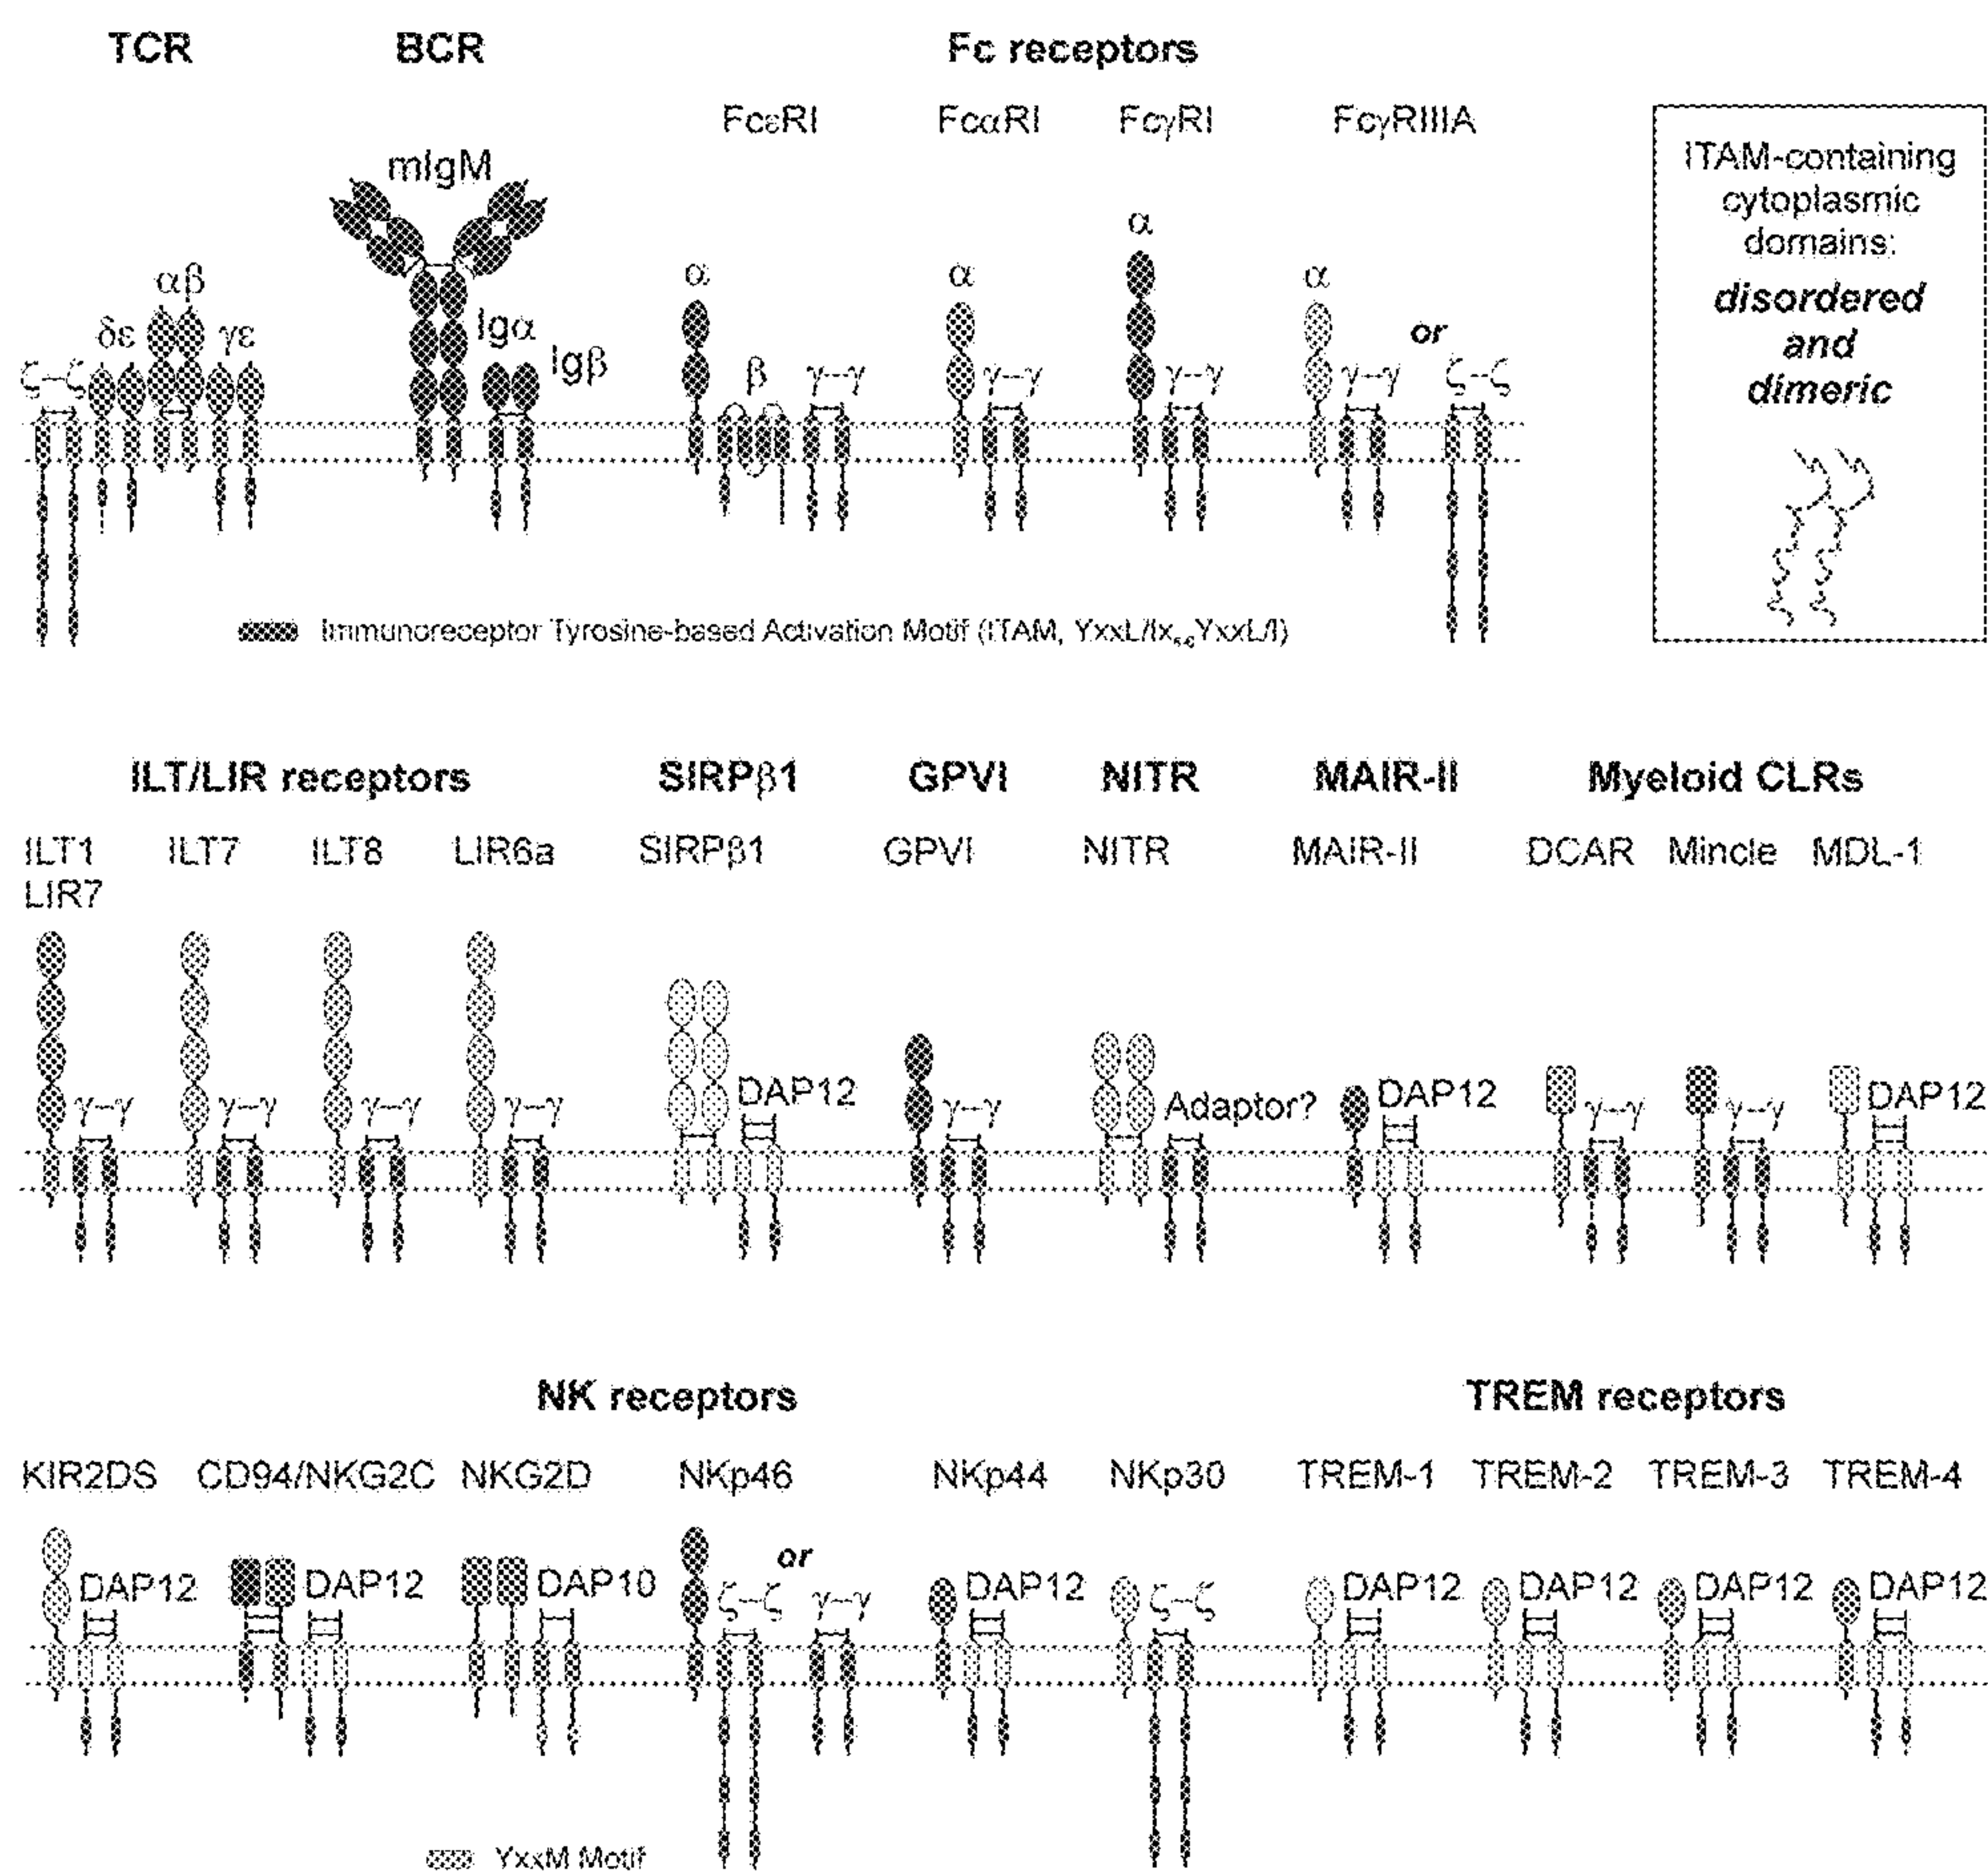 TCR BCR Fc receptors
FcεRI FcαRI FcγRI FcγRIIIA
mIgM
ITAM-containing
cytoplasmic
domains:
disordered
and
dimeric
α α α α
αβ
δε γε
Igα
Igβ
or
ζ--ζ β γ--γ γ--γ γ--γ γ--γ ζ--ζ
Immunoreceptor Tyrosine-based Activation Motif (ITAM, YxxL/Ix YxxL/I)
ILT/LIR receptors SIRPβ1 GPVI NITR MAIR-II Myeloid CLRs
ILT1 ILT7 ILT8 LIR6a SIRPβ1 GPVI NITR MAIR-II DCAR Mincle MDL-1
LIR7
γ--γ γ--γ γ--γ γ--γ DAP12 γ--γ Adaptor? DAP12 γ--γ γ--γ DAP12
NK receptors TREM receptors
KIR2DS CD94/NKG2C NKG2D NKp46 NKp44 NKp30 TREM-1 TREM-2 TREM-3 TREM-4
or
DAP12 DAP12 DAP10 ζ--ζ γ--γ DAP12 ζ--ζ DAP12 DAP12 DAP12 DAP12
YxxM Motif